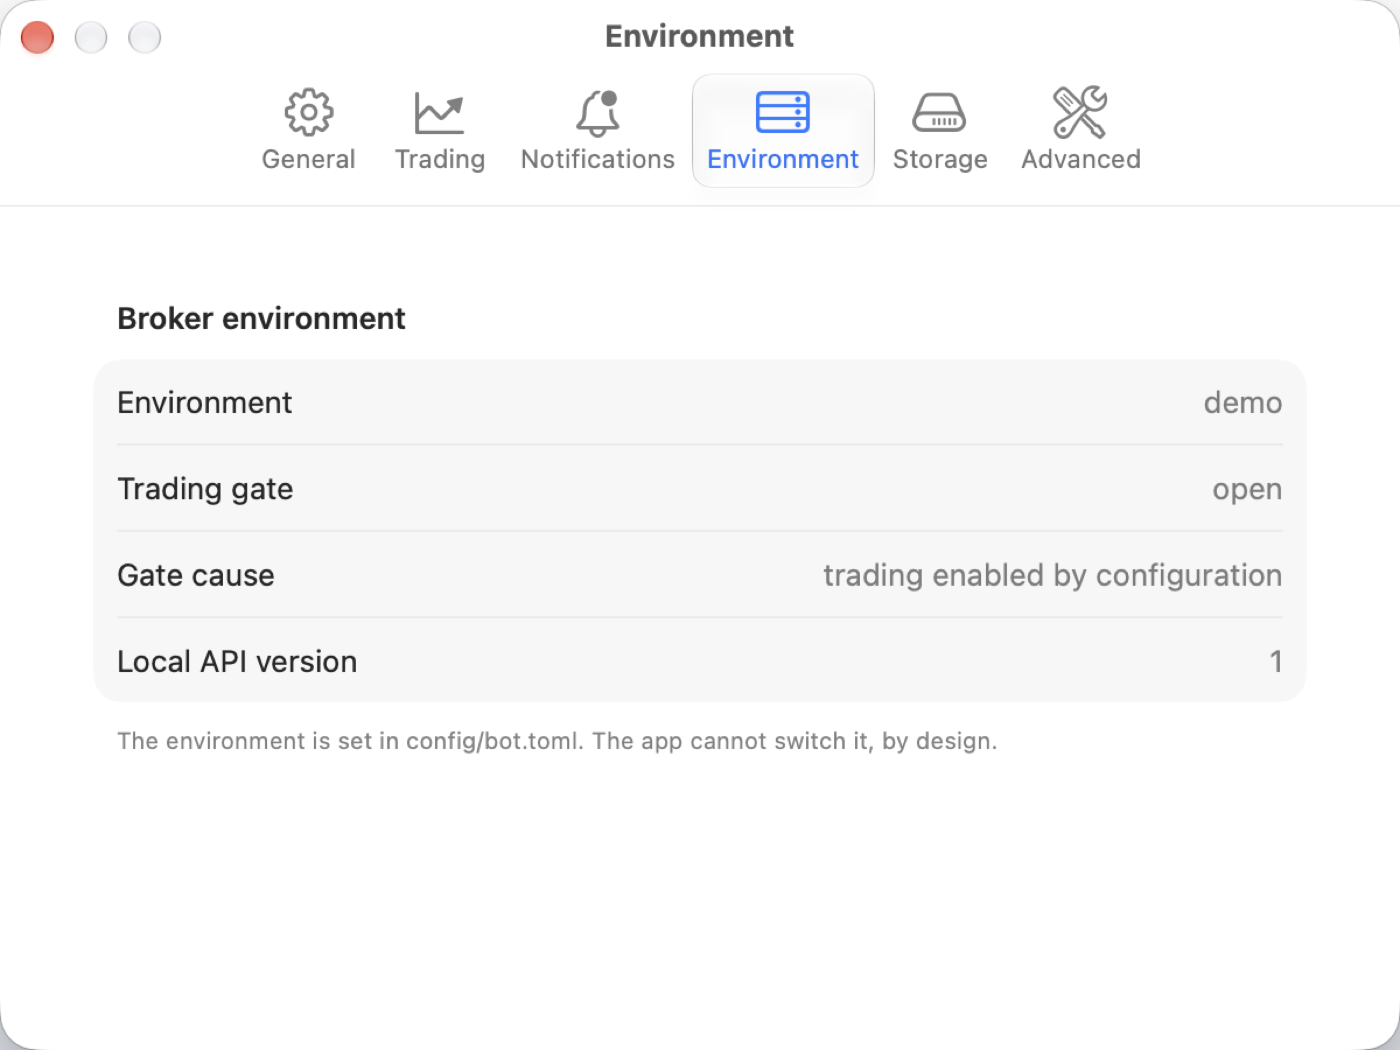 Environment
General Trading Notifications Environment Storage Advanced
Broker environment
Environment demo
Trading gate open
Gate cause trading enabled by configuration
Local API version 1
The environment is set in config/bot.toml. The app cannot switch it, by design.